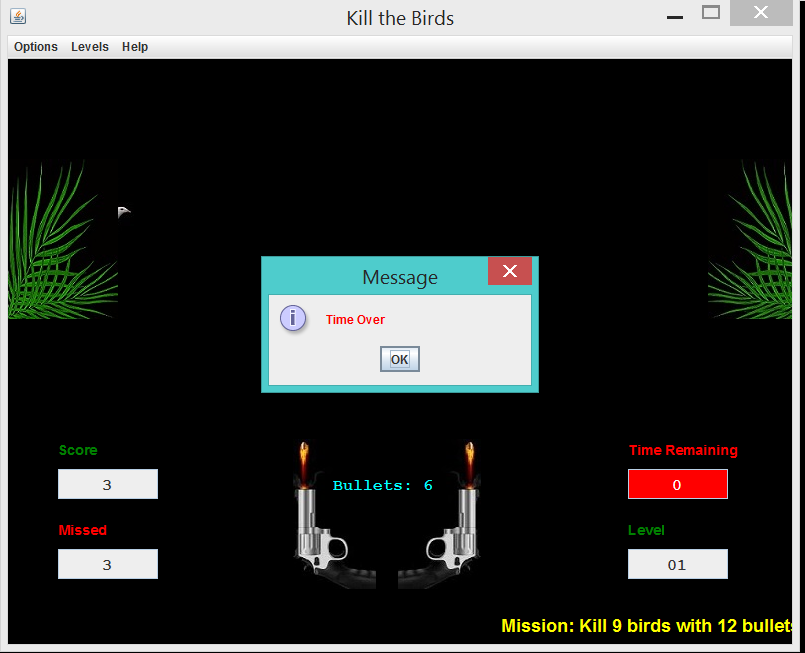 Kill the Birds
Options Levels Help
Message
Time Over
OK
Score
3
Bullets: 6
Time Remaining
0
Missed
3
Level
01
Mission: Kill 9 birds with 12 bullets